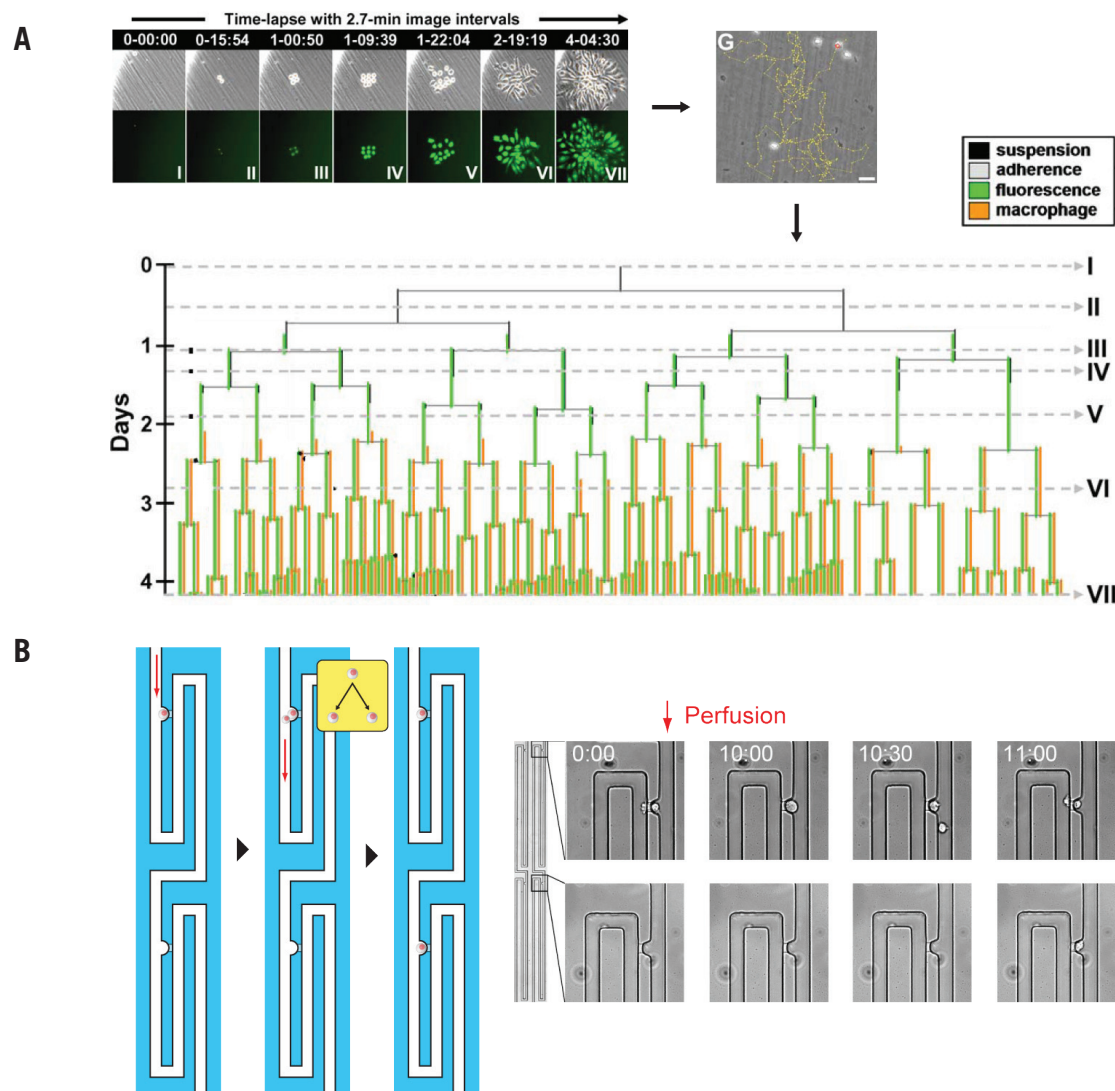 A
Time-lapse with 2.7-min image intervals
0-00:00 0-15:54 1-00:50 1-09:39 1-22:04 2-19:19 4-04:30
I II III IV V VI VII
G
suspension
adherence
fluorescence
macrophage
Days
0
1
2
3
4
I
II
III
IV
V
VI
VII
B
Perfusion
0:00 10:00 10:30 11:00